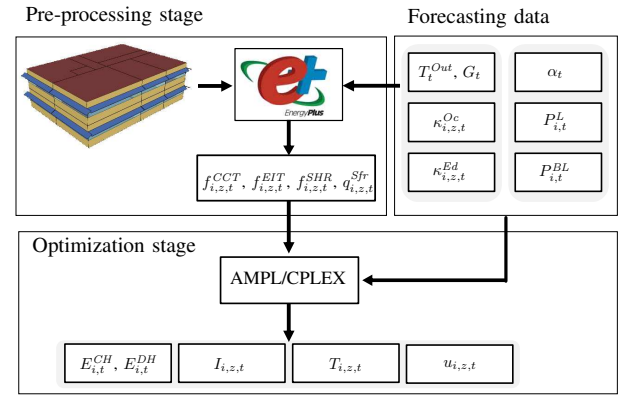 Pre-processing stage
Forecasting data
e+
EnergyPlus
T_t^{Out}, G_t
α_t
κ_{i,z,t}^{Oc}
P_{i,t}^{L}
κ_{i,z,t}^{Ed}
P_{i,t}^{BL}
f_{i,z,t}^{CCT}, f_{i,z,t}^{EIT}, f_{i,z,t}^{SHR}, q_{i,z,t}^{Sfr}
Optimization stage
AMPL/CPLEX
E_{i,t}^{CH}, E_{i,t}^{DH}
I_{i,z,t}
T_{i,z,t}
u_{i,z,t}